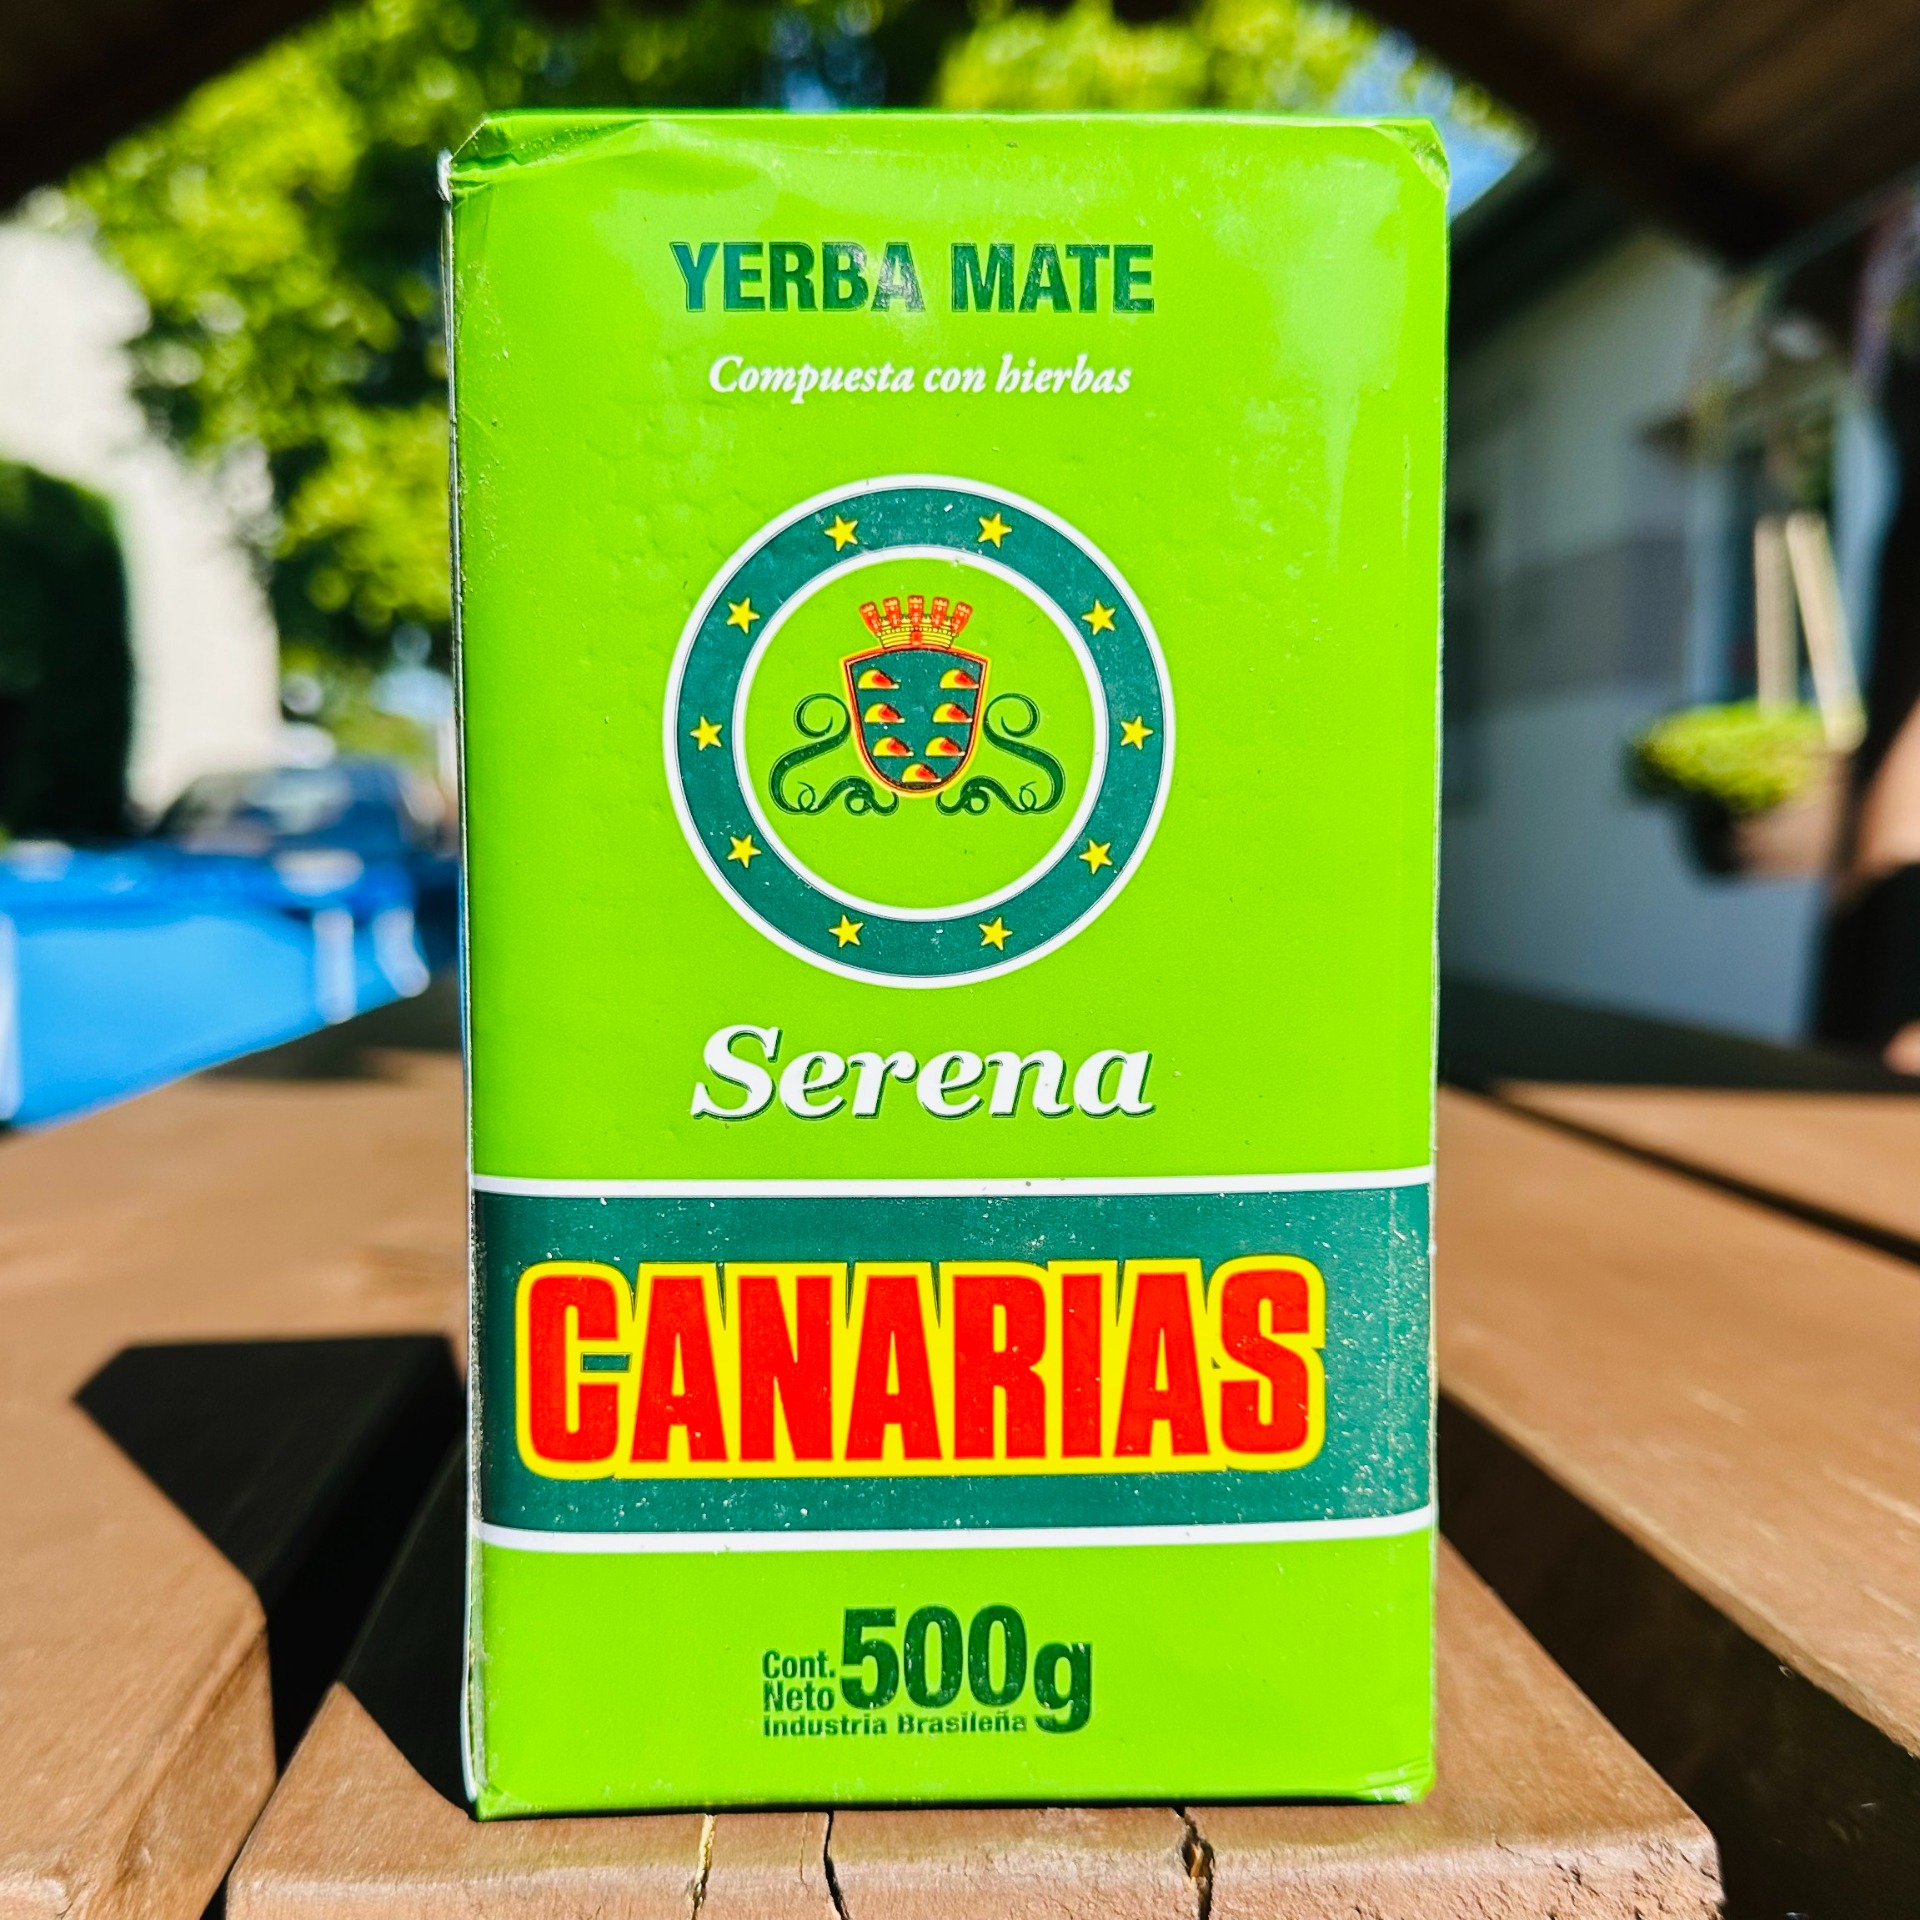 YERBA MATE
Compuesta con hierbas
Serena
CANARIAS
Cont.
Neto 500g
Industria Brasileña